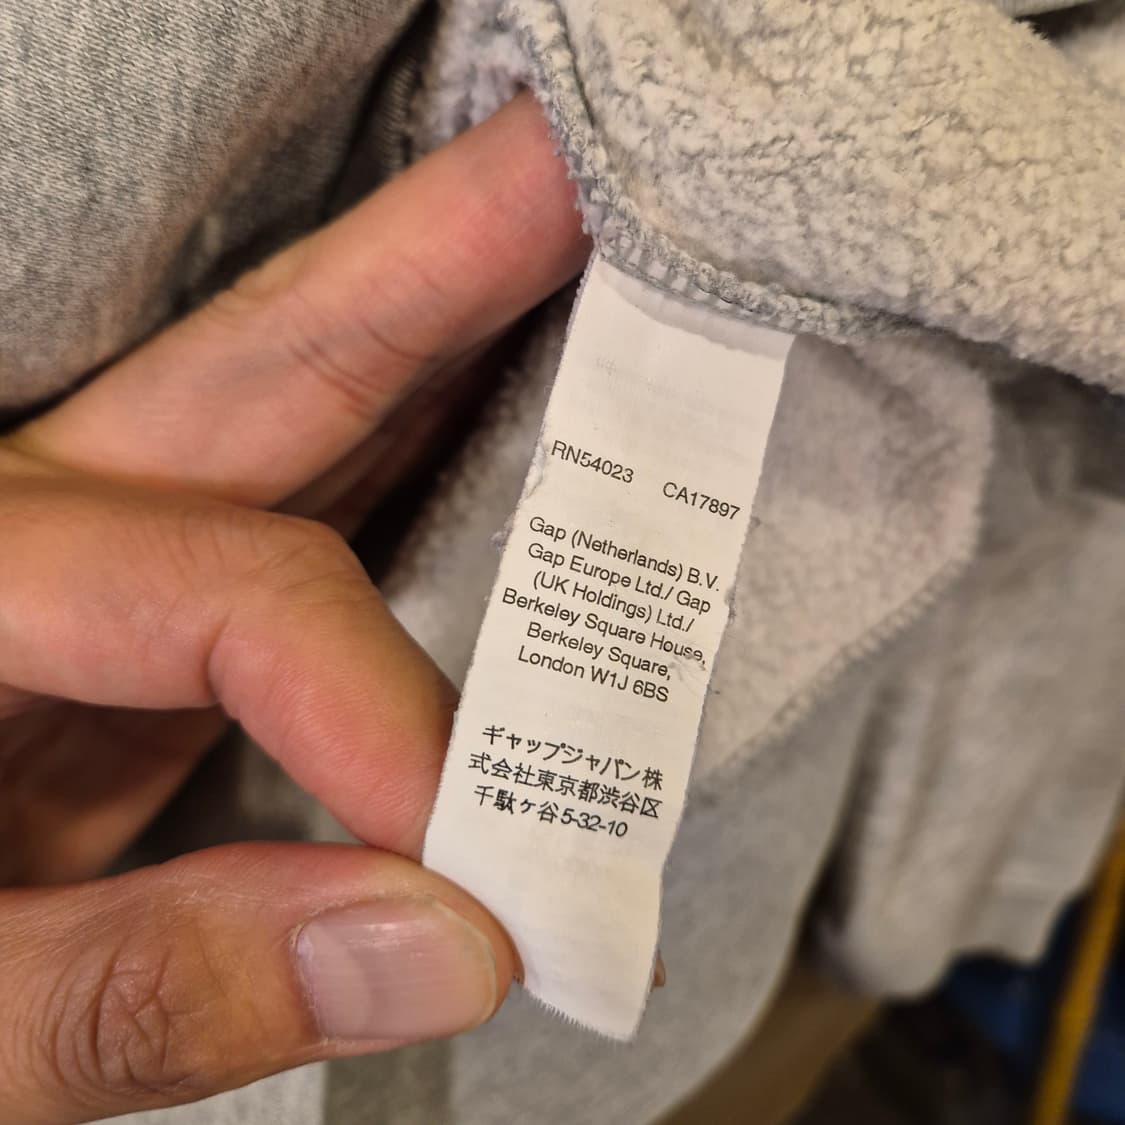 RN54023 CA17897
Gap (Netherlands) B.V.
Gap Europe Ltd./ Gap
(UK Holdings) Ltd./
Berkeley Square House,
Berkeley Square,
London W1J 6BS
ギャップジャパン株
式会社東京都渋谷区
千駄ヶ谷5-32-10